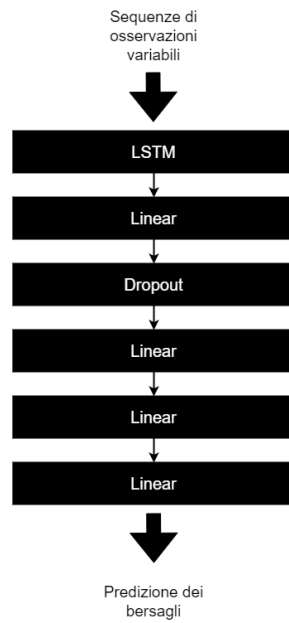 Sequenze di
osservazioni
variabili
LSTM
Linear
Dropout
Linear
Linear
Linear
Predizione dei
bersagli